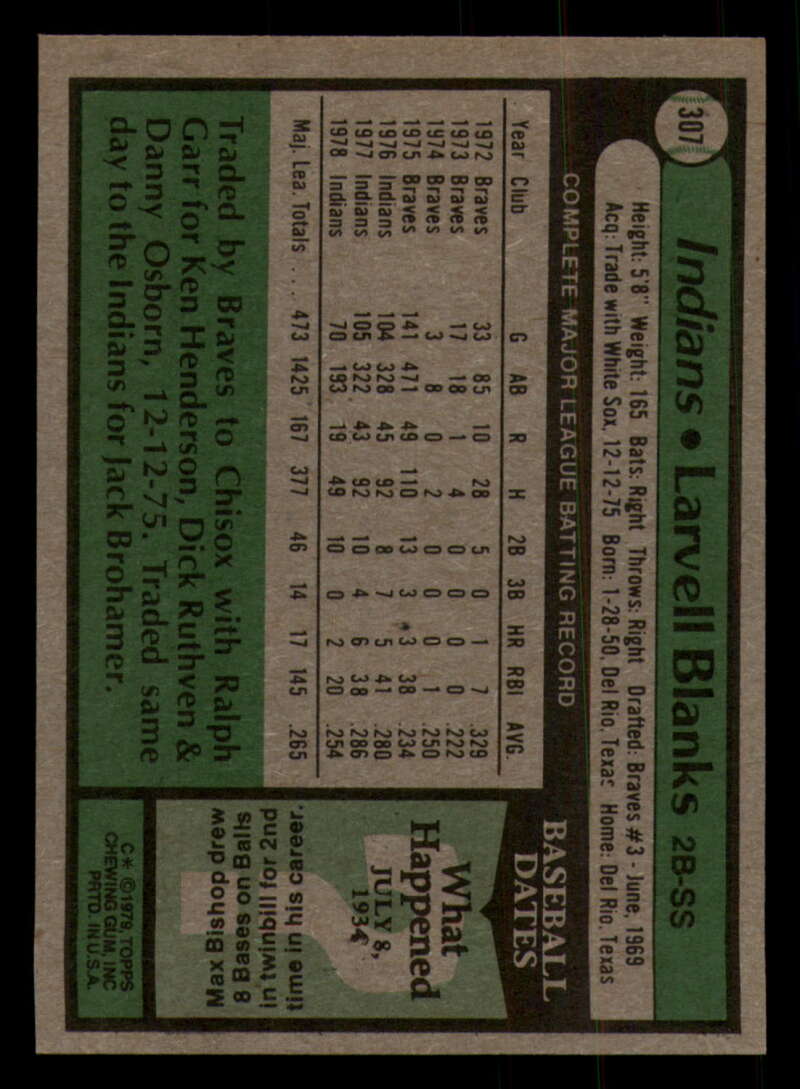 307
Indians • Larvell Blanks 2B-SS
Height: 5'8" Weight: 165 Bats: Right Throws: Right Drafted: Braves #3 - June, 1969
Acq: Trade with White Sox, 12-12-75 Born: 1-28-50, Del Rio, Texas Home: Del Rio, Texas
COMPLETE MAJOR LEAGUE BATTING RECORD
Year Club G AB R H 2B 3B HR RBI AVG.
1972 Braves 33 85 10 28 5 0 1 7 .329
1973 Braves 17 18 1 4 0 0 0 0 .222
1974 Braves 3 8 0 2 0 0 0 1 .250
1975 Braves 141 471 49 110 13 3 3 38 .234
1976 Indians 104 328 45 92 8 7 5 41 .280
1977 Indians 105 322 43 92 10 4 6 38 .286
1978 Indians 70 193 19 49 10 0 2 20 .254
Maj. Lea. Totals .... 473 1425 167 377 46 14 17 145 .265
Traded by Braves to Chisox with Ralph
Garr for Ken Henderson, Dick Ruthven &
Danny Osborn, 12-12-75. Traded same
day to the Indians for Jack Brohamer.
BASEBALL
DATES
What
Happened
JULY 8,
1934
Max Bishop drew
8 Bases on Balls
in twinbill for 2nd
time in his career.
C* ©1979, TOPPS
CHEWING GUM, INC
PRTD. IN U.S.A.